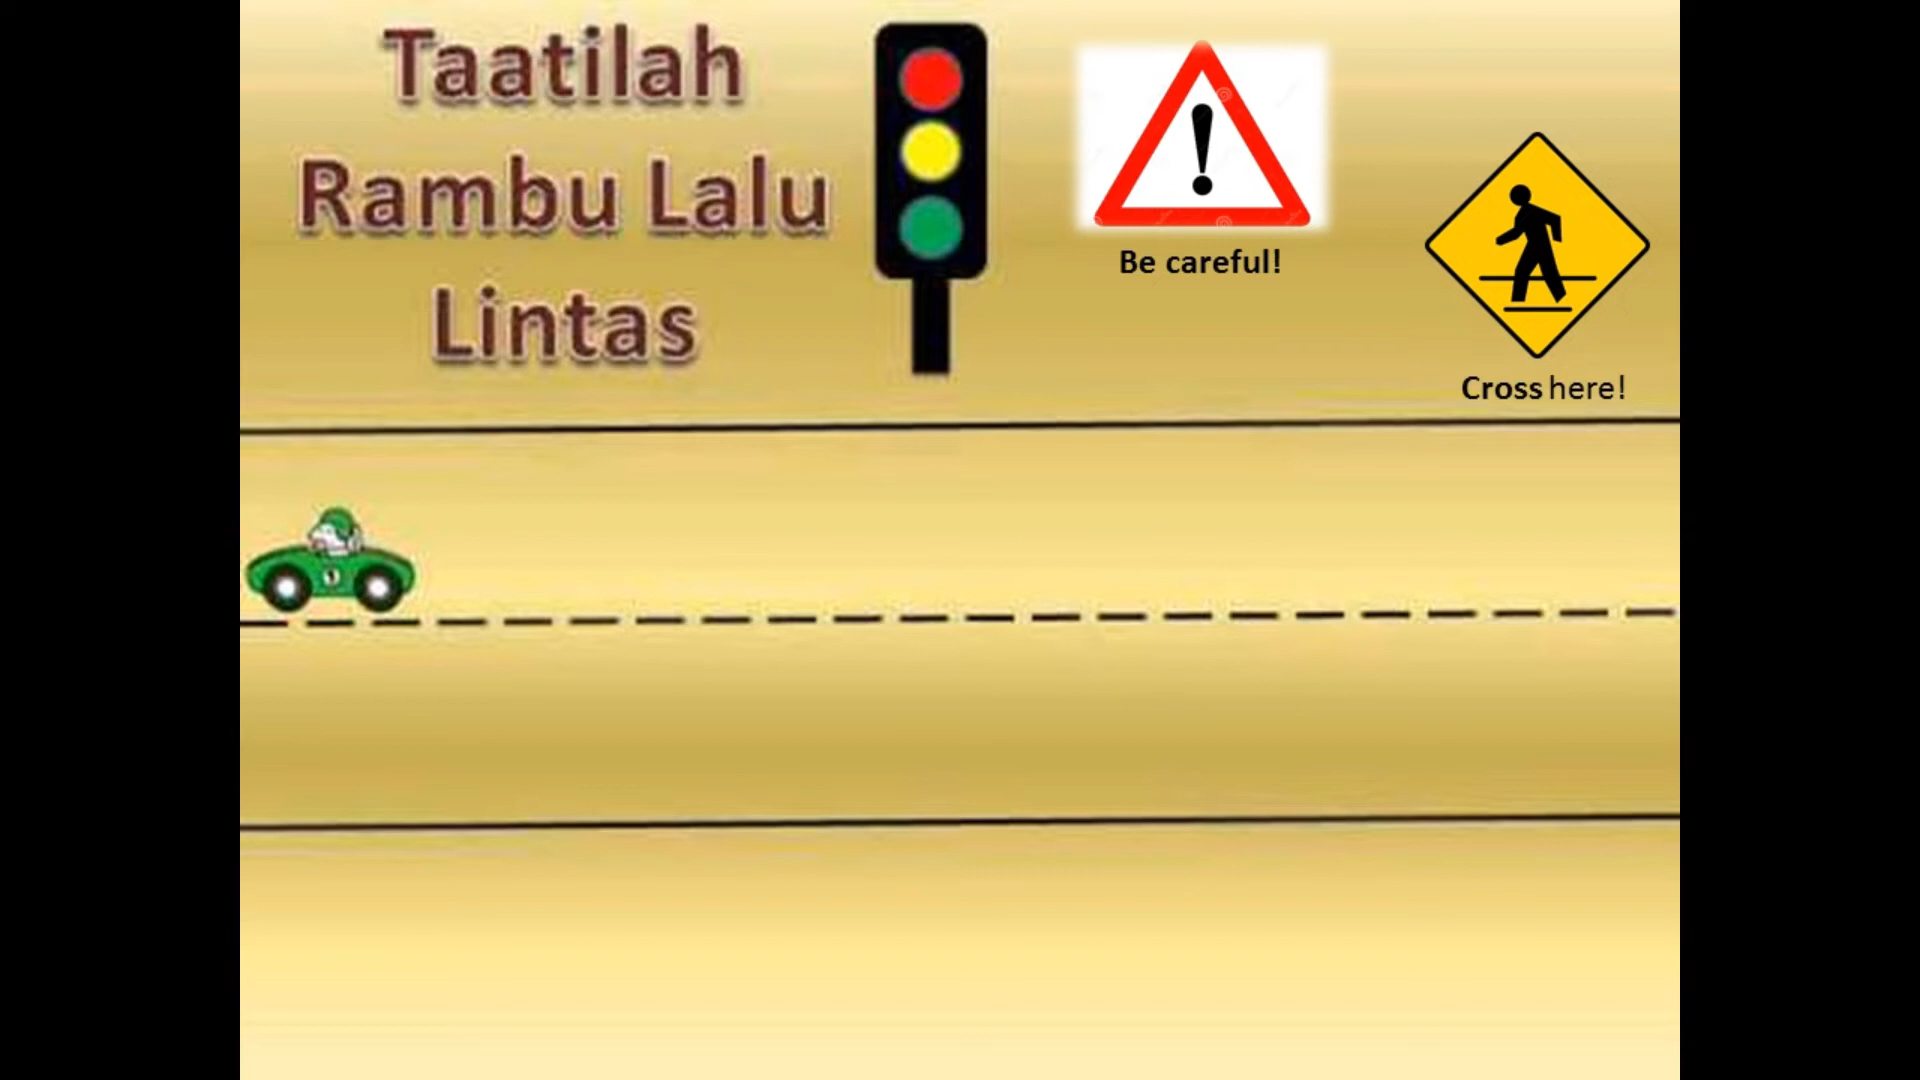 Taatilah
Rambu Lalu
Lintas
Be careful!
Cross here!